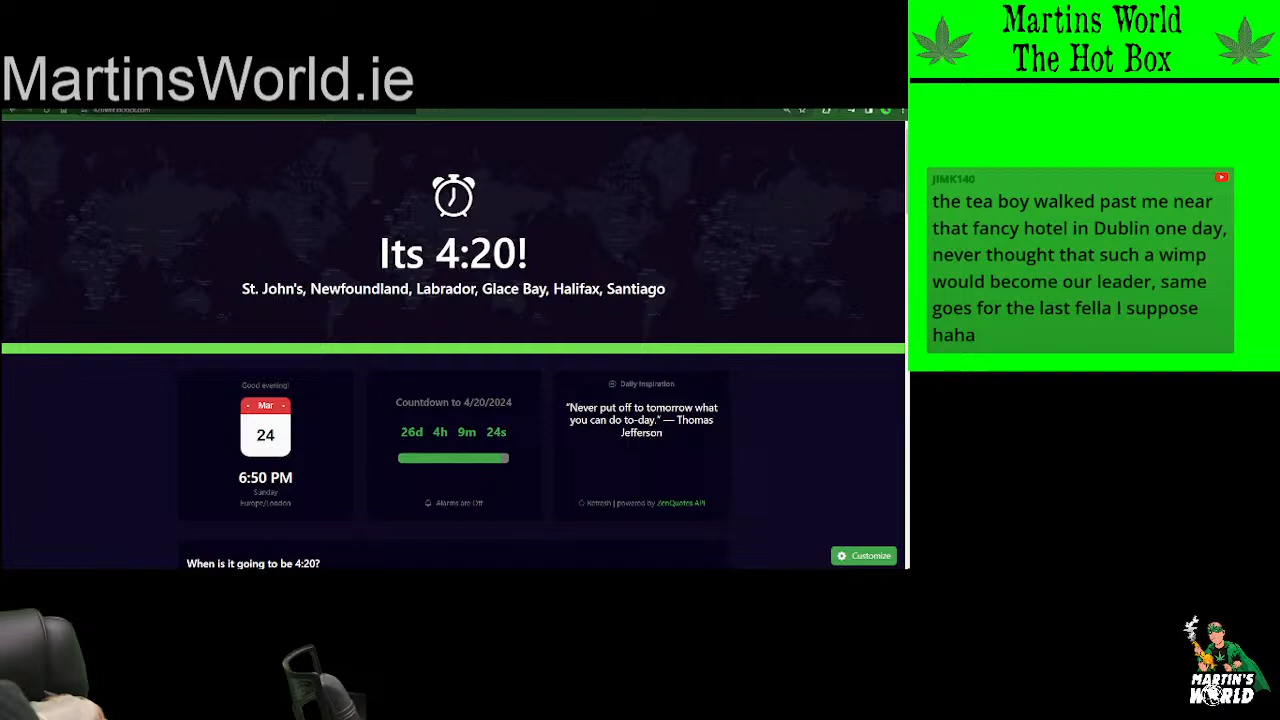 Martins World
The Hot Box
MartinsWorld.ie
Its 4:20!
St. John's, Newfoundland, Labrador, Glace Bay, Halifax, Santiago
JIMK140
the tea boy walked past me near
that fancy hotel in Dublin one day,
never thought that such a wimp
would become our leader, same
goes for the last fella I suppose
haha
Good evening!
Mar
24
6:50 PM
Sunday
Europe/London
Countdown to 4/20/2024
26d 4h 9m 24s
Alarms are Off
Daily Inspiration
“Never put off to tomorrow what
you can do to-day.” — Thomas
Jefferson
Refresh | powered by ZenQuotes API
When is it going to be 4:20?
Customize
MARTIN'S
WORLD